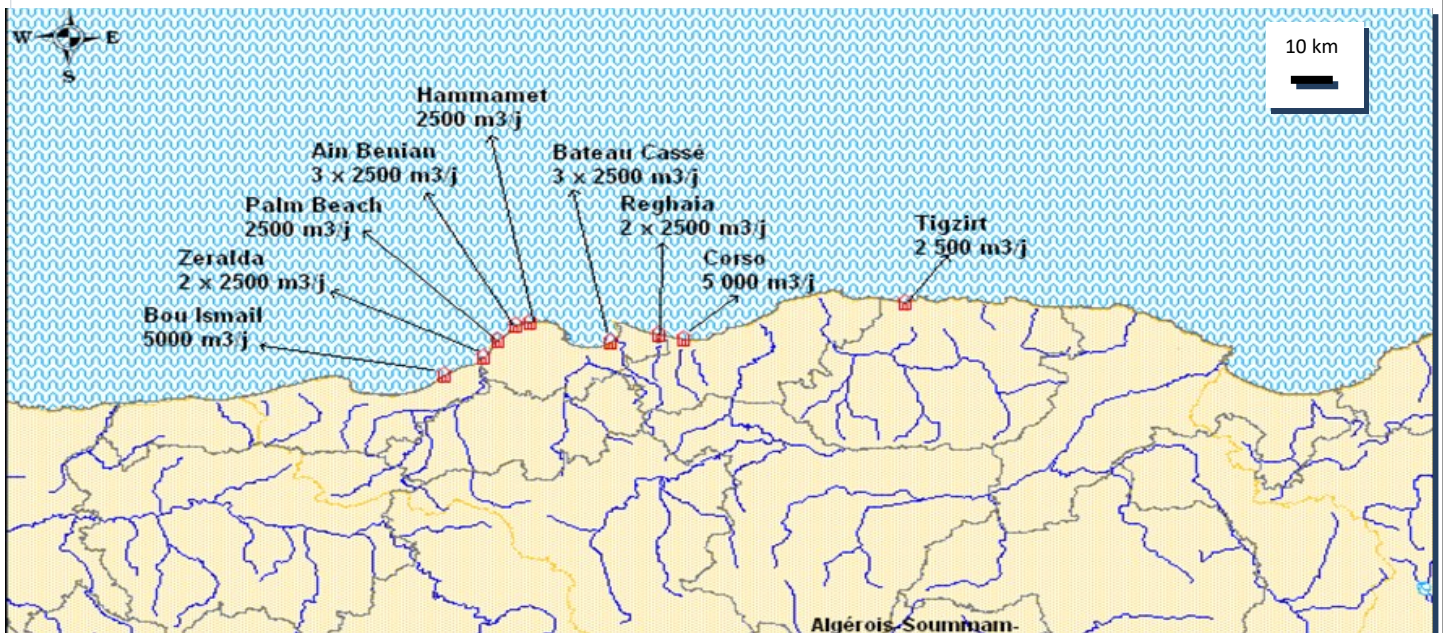 W E
S
10 km
Hammamet
2500 m3/j
Ain Benian
3 x 2500 m3/j
Bateau Cassé
3 x 2500 m3/j
Palm Beach
2500 m3/j
Reghaia
2 x 2500 m3/j
Tigzirt
2 500 m3/j
Zeralda
2 x 2500 m3/j
Corso
5 000 m3/j
Bou Ismail
5000 m3/j
Algérois-Soummam-